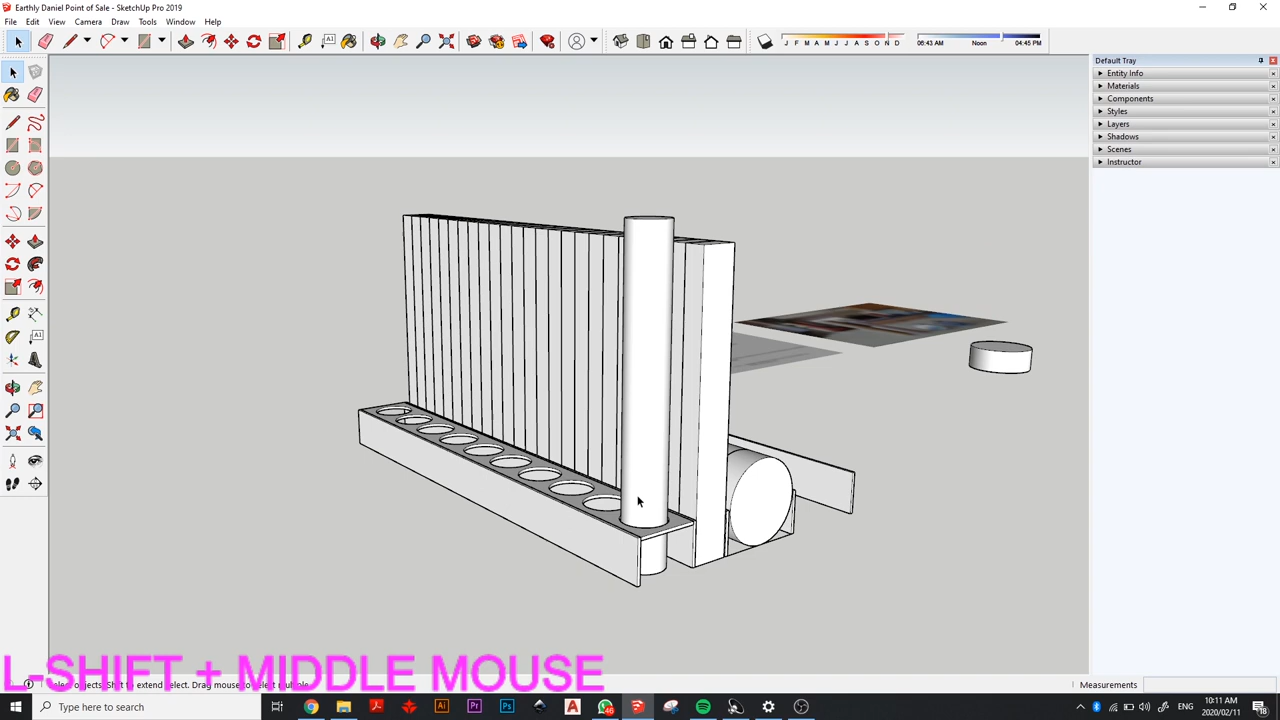 Earthly Daniel Point of Sale - SketchUp Pro 2019
File Edit View Camera Draw Tools Window Help
J F M A M J J A S O N D
06:43 AM Noon 04:45 PM
Default Tray
Entity Info
Materials
Components
Styles
Layers
Shadows
Scenes
Instructor
L-SHIFT + MIDDLE MOUSE
Measurements
Type here to search
ENG
10:11 AM
2020/02/11